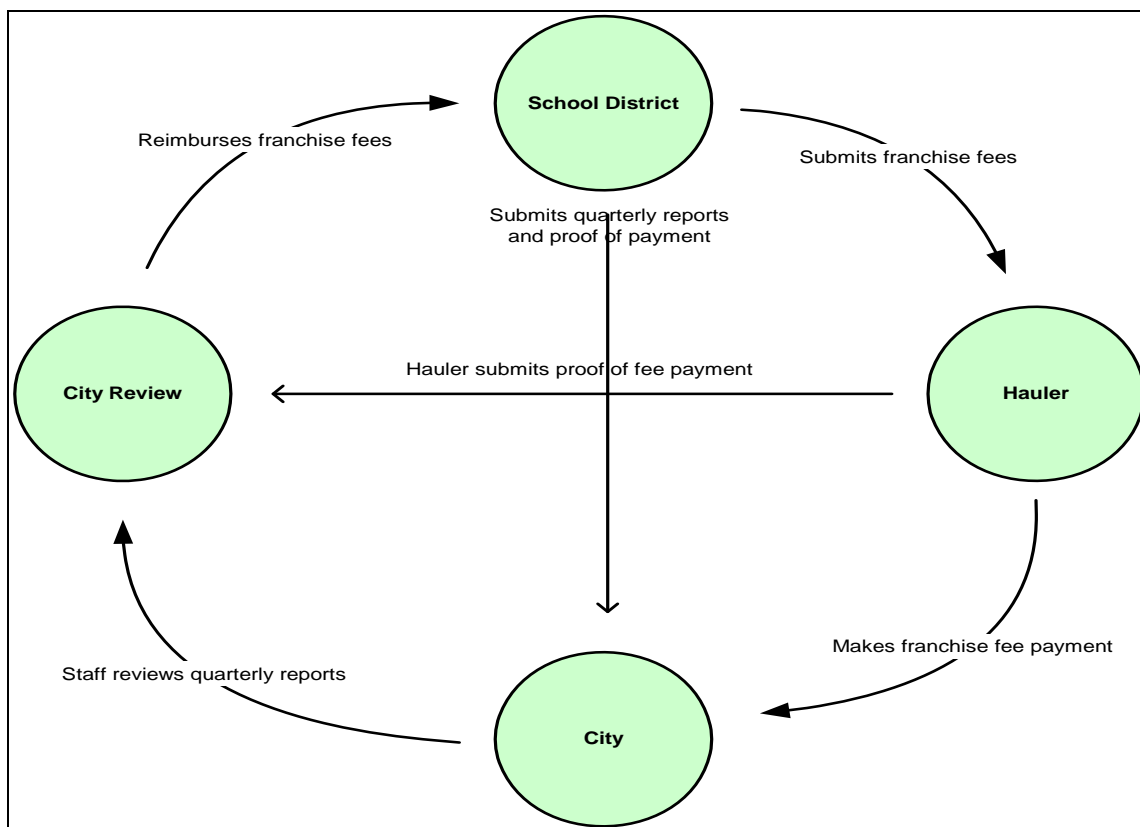 School District
Reimburses franchise fees
Submits franchise fees
Submits quarterly reports
and proof of payment
Hauler submits proof of fee payment
City Review
Hauler
Makes franchise fee payment
Staff reviews quarterly reports
City